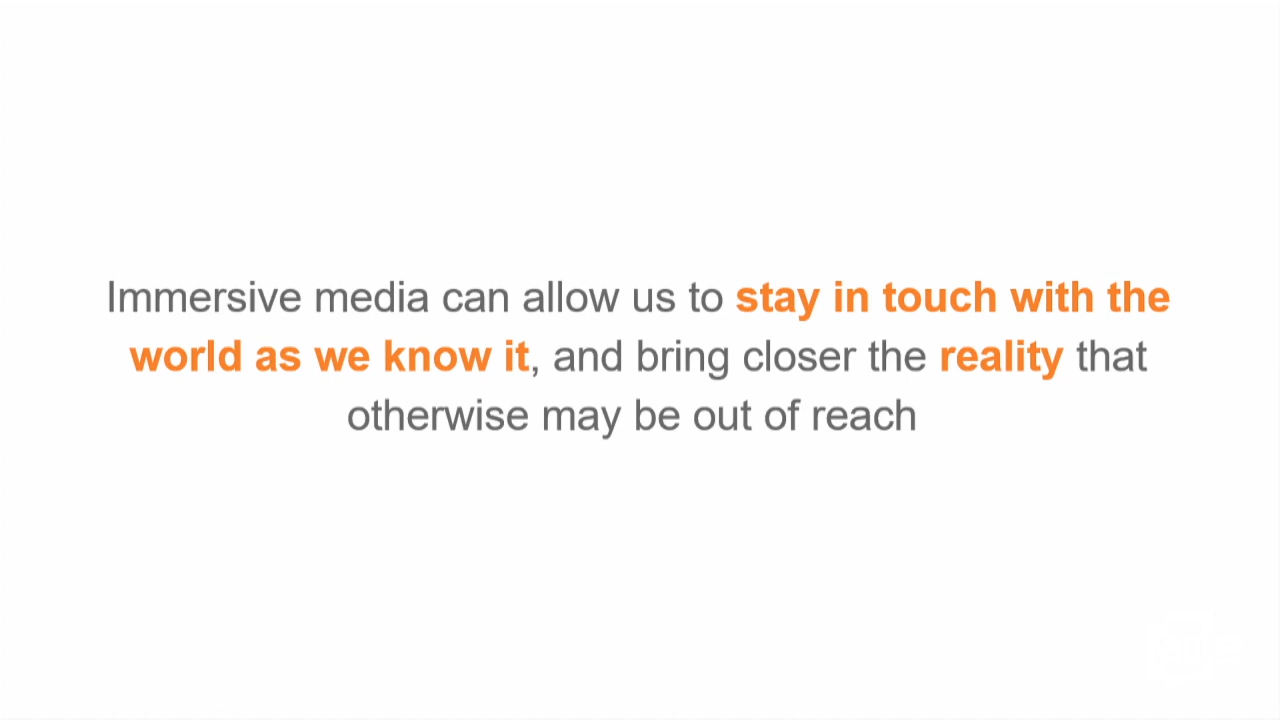 Immersive media can allow us to stay in touch with the
world as we know it, and bring closer the reality that
otherwise may be out of reach